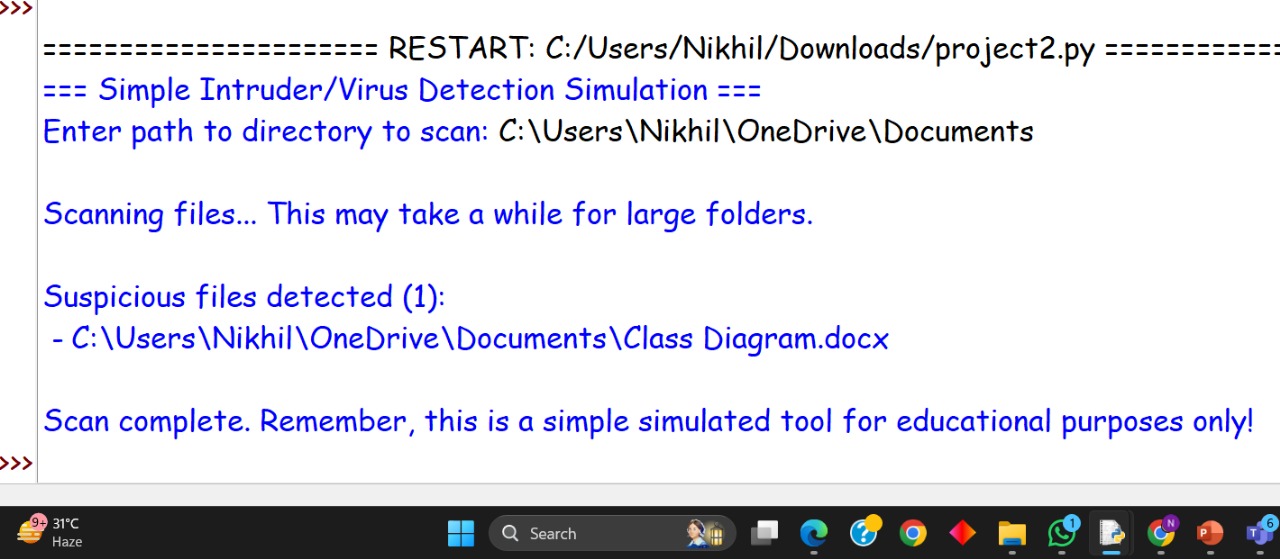 >>>
====================== RESTART: C:/Users/Nikhil/Downloads/project2.py ============
=== Simple Intruder/Virus Detection Simulation ===
Enter path to directory to scan: C:\Users\Nikhil\OneDrive\Documents
Scanning files... This may take a while for large folders.
Suspicious files detected (1):
- C:\Users\Nikhil\OneDrive\Documents\Class Diagram.docx
Scan complete. Remember, this is a simple simulated tool for educational purposes only!
>>>
9+ 31°C
Haze
Search
1
N
P
T 6